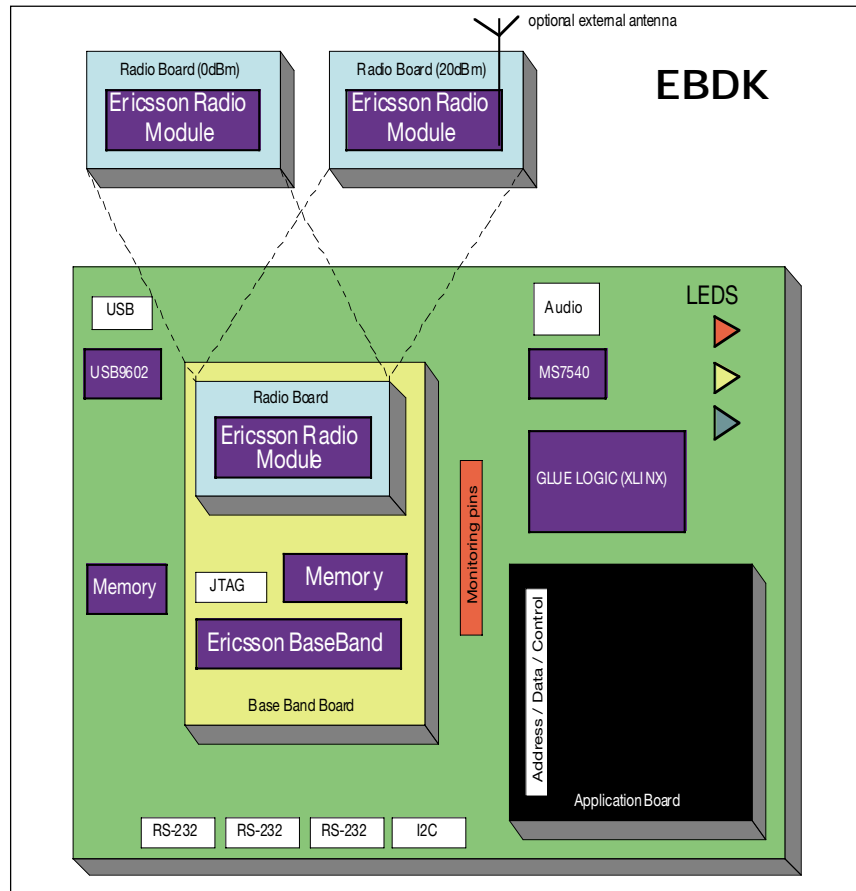 optional external antenna
Radio Board (0dBm)
Ericsson Radio
Module
Radio Board (20dBm)
Ericsson Radio
Module
EBDK
USB
USB9602
Audio
MS7540
LEDS
Radio Board
Ericsson Radio
Module
Monitoring pins
GLUE LOGIC (XLINX)
Memory
JTAG
Memory
Ericsson BaseBand
Base Band Board
Address / Data / Control
Application Board
RS-232
RS-232
RS-232
I2C